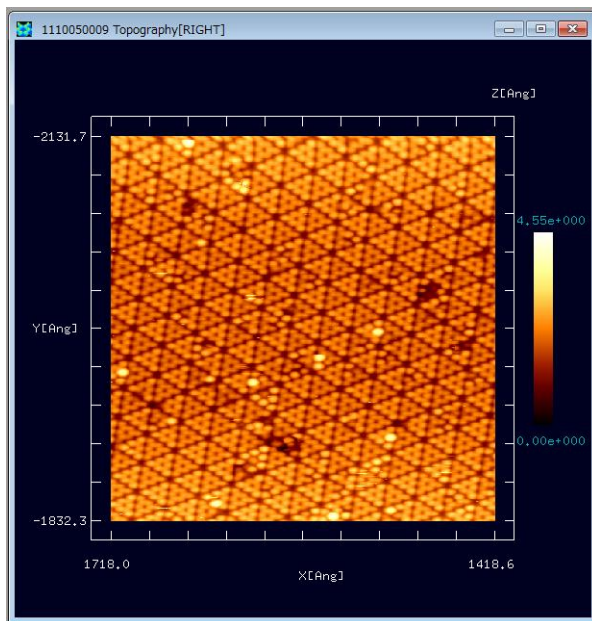 1110050009 Topography[RIGHT]
Z[Ang]
-2131.7
4.55e+000
Y[Ang]
0.00e+000
-1832.3
1718.0
1418.6
X[Ang]